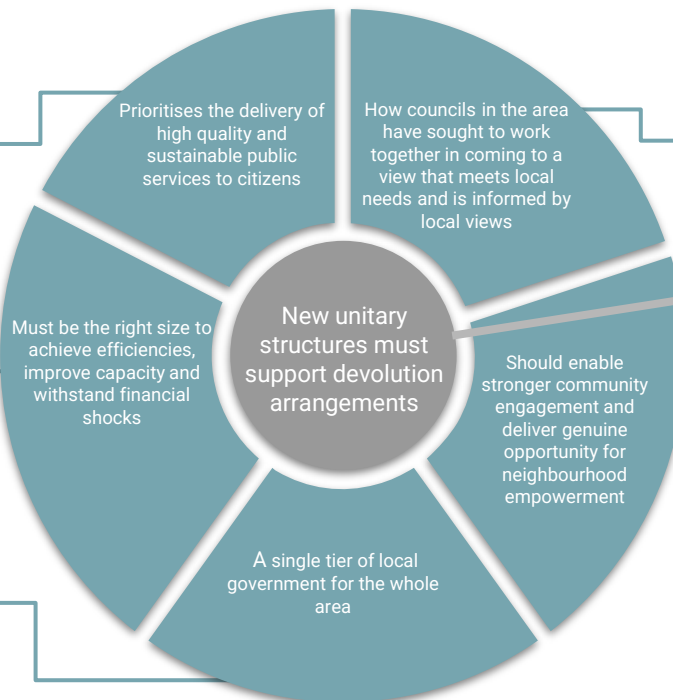 Prioritises the delivery of
high quality and
sustainable public
services to citizens
How councils in the area
have sought to work
together in coming to a
view that meets local
needs and is informed by
local views
Must be the right size to
achieve efficiencies,
improve capacity and
withstand financial
shocks
New unitary
structures must
support devolution
arrangements
Should enable
stronger community
engagement and
deliver genuine
opportunity for
neighbourhood
empowerment
A single tier of local
government for the whole
area